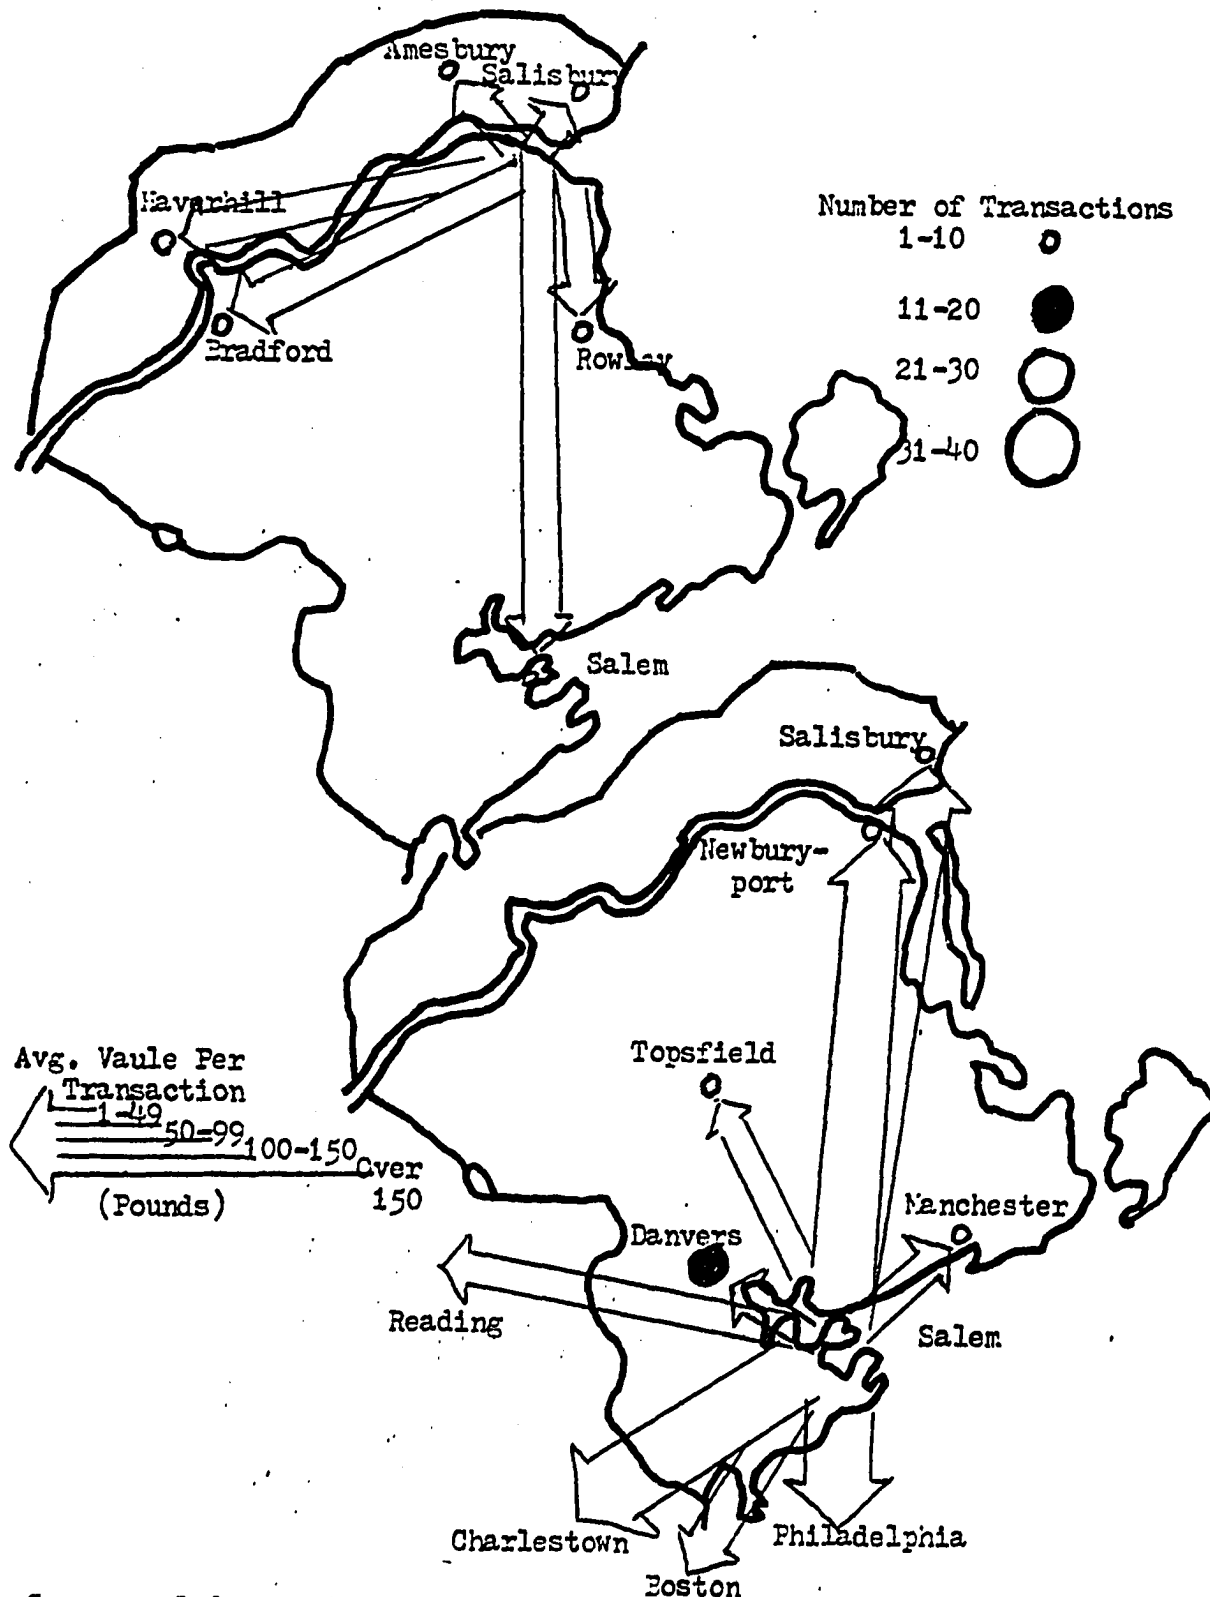 Amesbury
Salisbury
Haverhill
Number of Transactions
1-10
11-20
21-30
31-40
Bradford
Rowley
Salem
Salisbury
Newbury-
port
Topsfield
Avg. Vaule Per
Transaction
1-49
50-99
100-150
Over
150
(Pounds)
Manchester
Danvers
Reading
Salem
Charlestown
Philadelphia
Boston